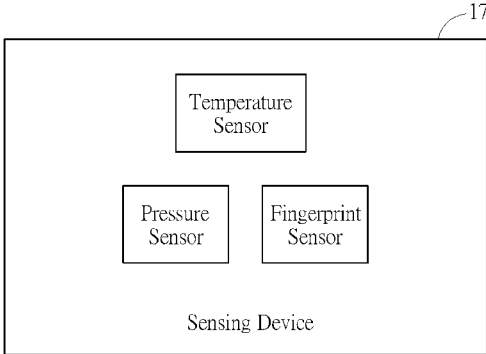 17
Temperature
Sensor
Pressure
Sensor
Fingerprint
Sensor
Sensing Device